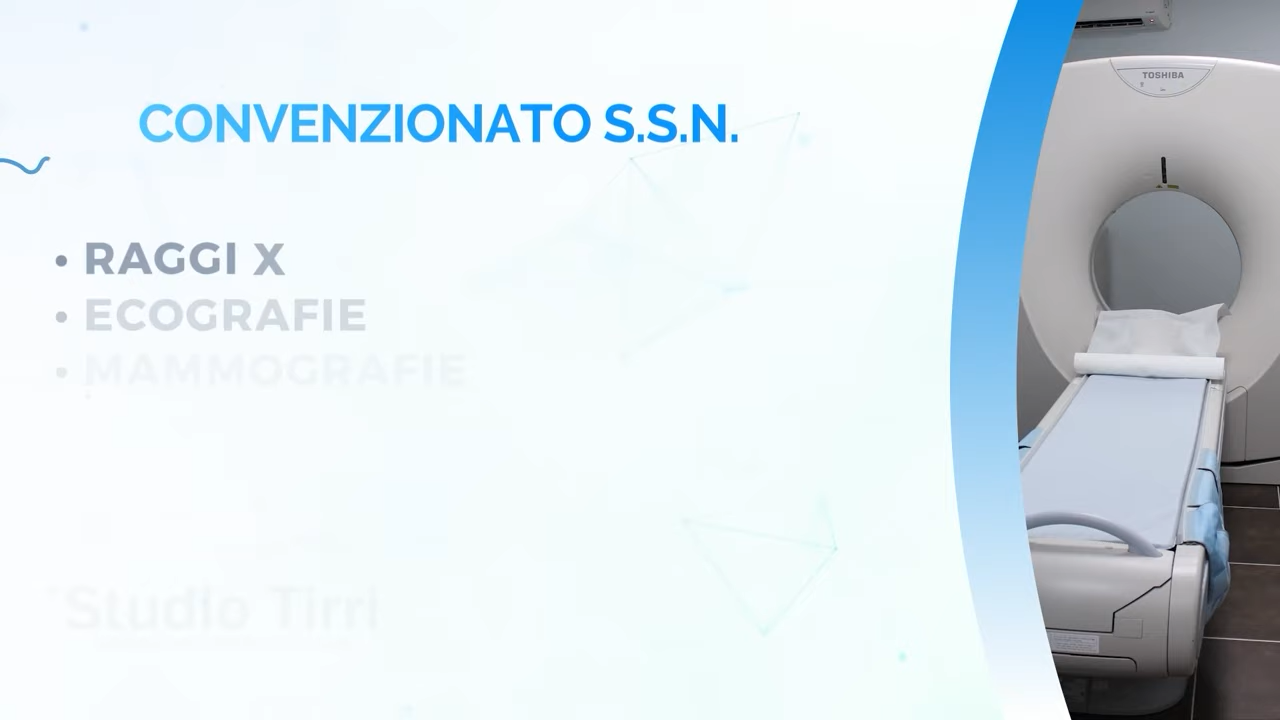 CONVENZIONATO S.S.N.
TOSHIBA
• RAGGI X
• ECOGRAFIE
• MAMMOGRAFIE
Studio Tirri